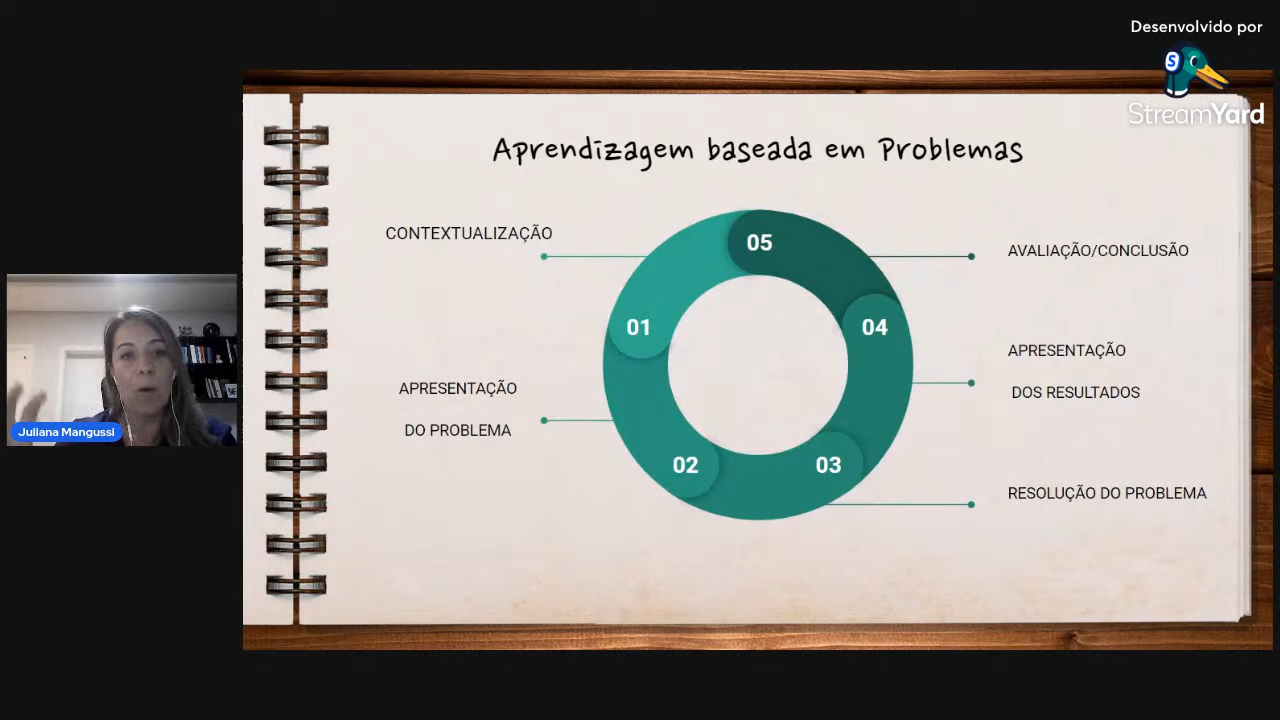 Desenvolvido por
StreamYard
Aprendizagem baseada em Problemas
CONTEXTUALIZAÇÃO
05
AVALIAÇÃO/CONCLUSÃO
01
04
APRESENTAÇÃO
DOS RESULTADOS
APRESENTAÇÃO
DO PROBLEMA
02
03
RESOLUÇÃO DO PROBLEMA
Juliana Mangussi